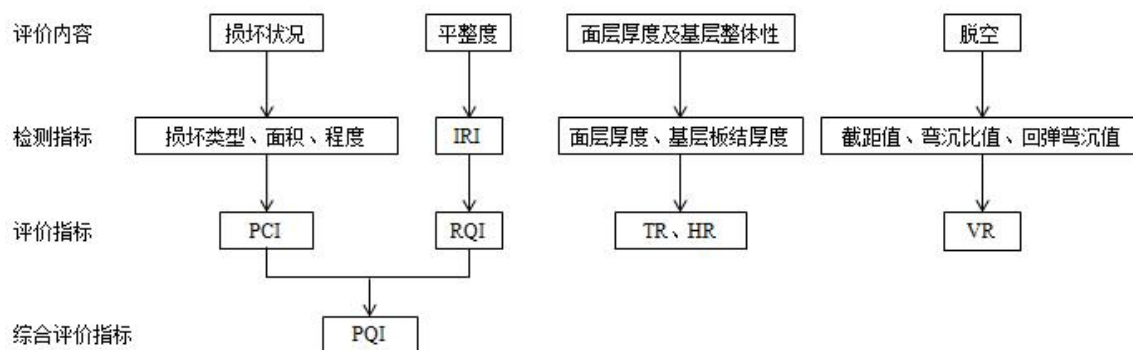 评价内容 损坏状况 平整度 面层厚度及基层整体性 脱空
检测指标 损坏类型、面积、程度 IRI 面层厚度、基层板结厚度 截距值、弯沉比值、回弹弯沉值
评价指标 PCI RQI TR、HR VR
综合评价指标 PQI